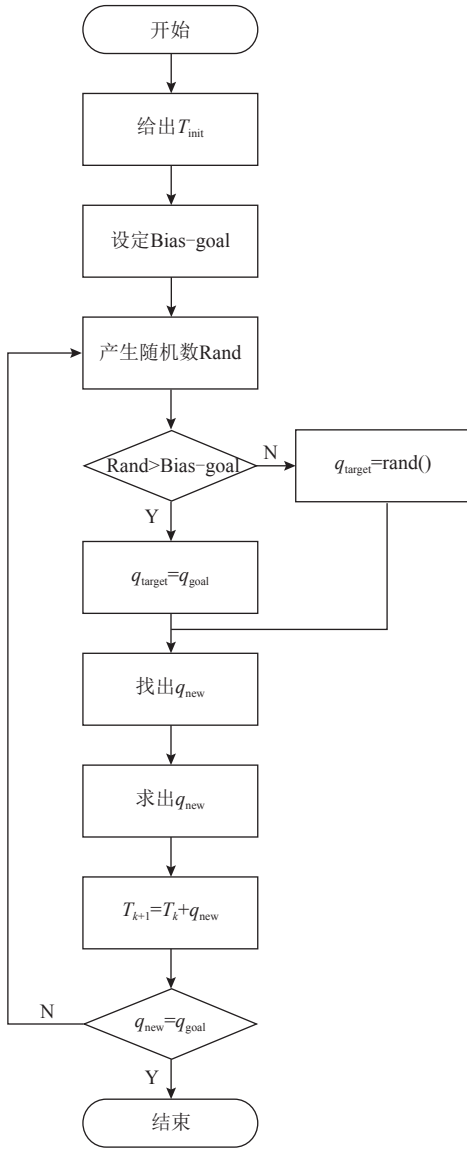 开始
给出T_init
设定Bias-goal
产生随机数Rand
Rand>Bias-goal
N
q_target=rand()
Y
q_target=q_goal
找出q_new
求出q_new
T_k+1=T_k+q_new
N
q_new=q_goal
Y
结束